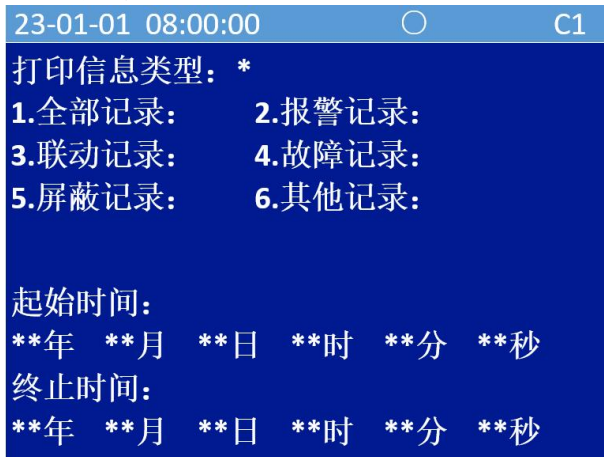 23-01-01 08:00:00 ○ C1
打印信息类型：*
1.全部记录： 2.报警记录：
3.联动记录： 4.故障记录：
5.屏蔽记录： 6.其他记录：
起始时间：
**年 **月 **日 **时 **分 **秒
终止时间：
**年 **月 **日 **时 **分 **秒